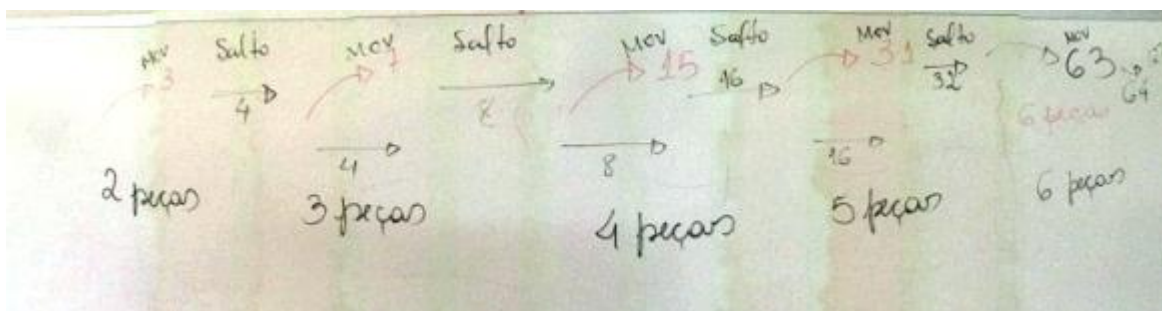 Mov Salto Mov Salto Mov Salto Mov Salto Mov
3 4 7 8 15 16 31 32 63 64
4 8 16
6 peças
2 peças 3 peças 4 peças 5 peças 6 peças